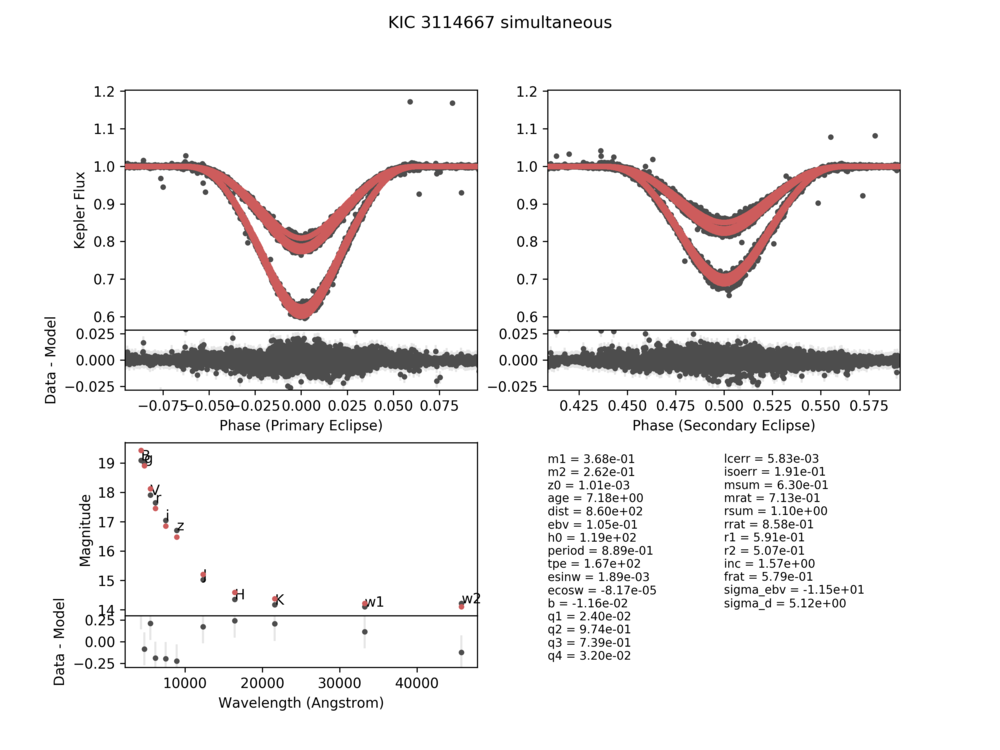 KIC 3114667 simultaneous
1.2
1.1
1.0
0.9
0.8
0.7
0.6
Kepler Flux
0.025
0.000
−0.025
Data - Model
−0.075 −0.050 −0.025 0.000 0.025 0.050 0.075
Phase (Primary Eclipse)
1.2
1.1
1.0
0.9
0.8
0.7
0.6
0.025
0.000
−0.025
0.425 0.450 0.475 0.500 0.525 0.550 0.575
Phase (Secondary Eclipse)
19
18
17
16
15
14
Magnitude
B
g
V
r
i
z
J
H
K
w1
w2
0.25
0.00
−0.25
Data - Model
10000 20000 30000 40000
Wavelength (Angstrom)
m1 = 3.68e-01
m2 = 2.62e-01
z0 = 1.01e-03
age = 7.18e+00
dist = 8.60e+02
ebv = 1.05e-01
h0 = 1.19e+02
period = 8.89e-01
tpe = 1.67e+02
esinw = 1.89e-03
ecosw = -8.17e-05
b = -1.16e-02
q1 = 2.40e-02
q2 = 9.74e-01
q3 = 7.39e-01
q4 = 3.20e-02
lcerr = 5.83e-03
isoerr = 1.91e-01
msum = 6.30e-01
mrat = 7.13e-01
rsum = 1.10e+00
rrat = 8.58e-01
r1 = 5.91e-01
r2 = 5.07e-01
inc = 1.57e+00
frat = 5.79e-01
sigma_ebv = -1.15e+01
sigma_d = 5.12e+00